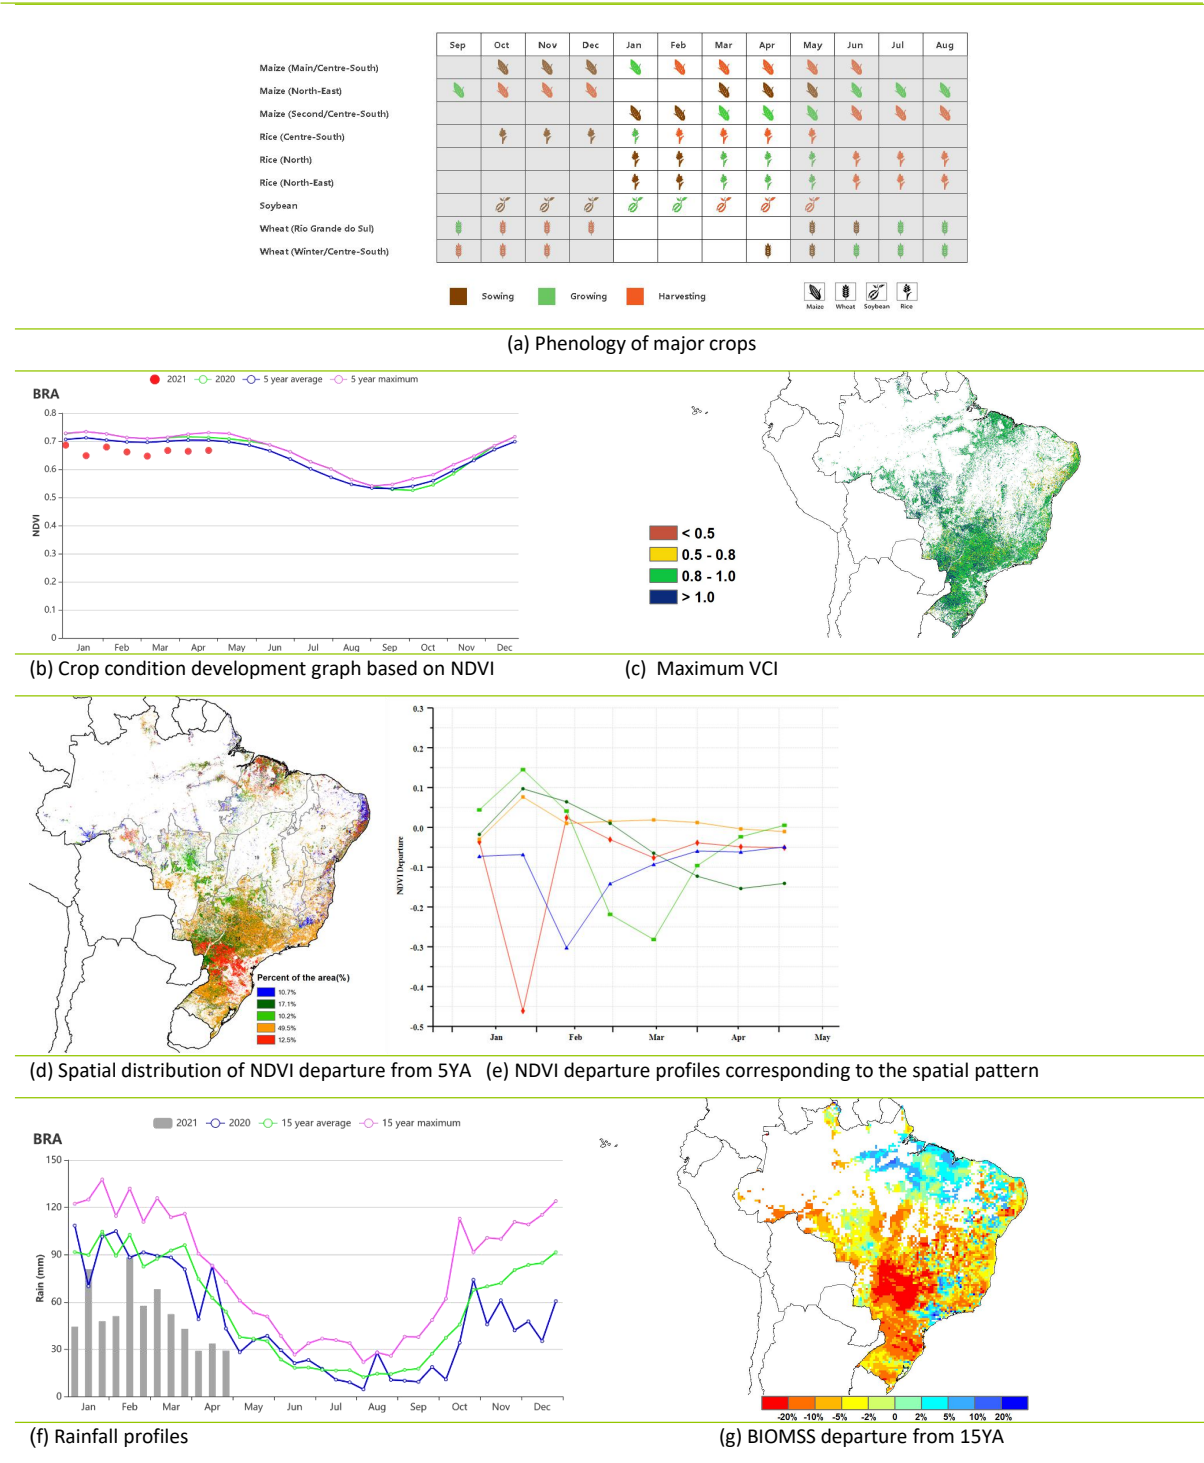 Sep Oct Nov Dec Jan Feb Mar Apr May Jun Jul Aug
Maize (Main/Centre-South)
Maize (North-East)
Maize (Second/Centre-South)
Rice (Centre-South)
Rice (North)
Rice (North-East)
Soybean
Wheat (Rio Grande do Sul)
Wheat (Winter/Centre-South)
Sowing Growing Harvesting
Maize Wheat Soybean Rice
(a) Phenology of major crops
2021 2020 5 year average 5 year maximum
BRA
0.8
0.7
0.6
0.5
0.4
0.3
0.2
0.1
0
NDVI
Jan Feb Mar Apr May Jun Jul Aug Sep Oct Nov Dec
< 0.5
0.5 - 0.8
0.8 - 1.0
> 1.0
(b) Crop condition development graph based on NDVI
(c) Maximum VCI
Percent of the area(%)
10.7%
17.1%
10.2%
49.5%
12.5%
0.3
0.2
0.1
0.0
-0.1
-0.2
-0.3
-0.4
-0.5
NDVI Departure
Jan Feb Mar Apr May
(d) Spatial distribution of NDVI departure from 5YA
(e) NDVI departure profiles corresponding to the spatial pattern
2021 2020 15 year average 15 year maximum
BRA
150
120
90
60
30
0
Rain (mm)
Jan Feb Mar Apr May Jun Jul Aug Sep Oct Nov Dec
-20% -10% -5% -2% 0 2% 5% 10% 20%
(f) Rainfall profiles
(g) BIOMSS departure from 15YA